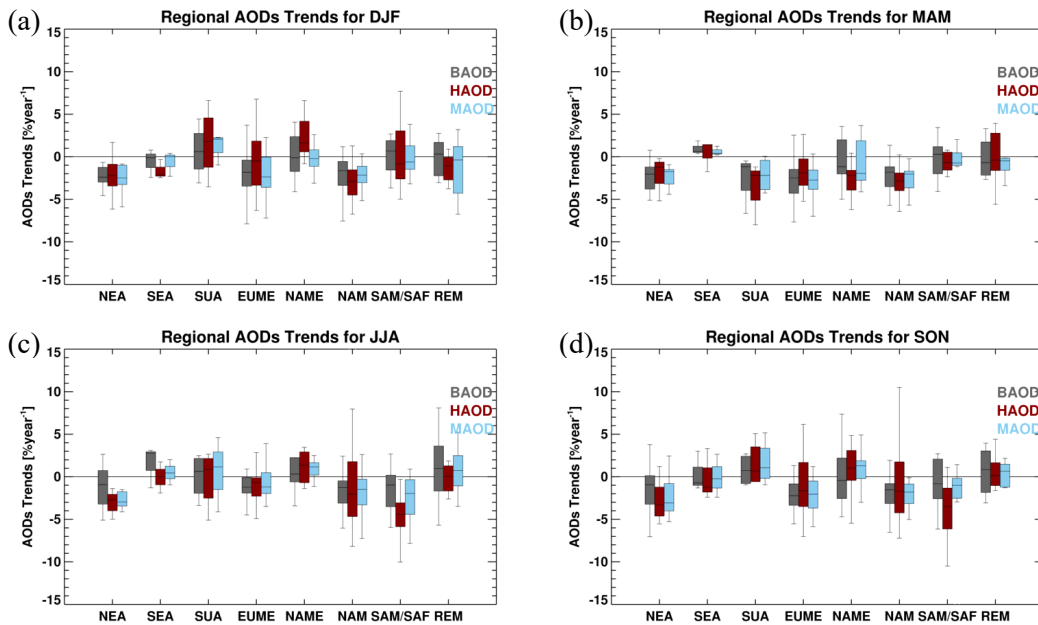 (a)
Regional AODs Trends for DJF
15
10
5
0
-5
-10
-15
AODs Trends [%year-1]
BAOD
HAOD
MAOD
NEA SEA SUA EUME NAME NAM SAM/SAF REM
(b)
Regional AODs Trends for MAM
15
10
5
0
-5
-10
-15
AODs Trends [%year-1]
BAOD
HAOD
MAOD
NEA SEA SUA EUME NAME NAM SAM/SAF REM
(c)
Regional AODs Trends for JJA
15
10
5
0
-5
-10
-15
AODs Trends [%year-1]
BAOD
HAOD
MAOD
NEA SEA SUA EUME NAME NAM SAM/SAF REM
(d)
Regional AODs Trends for SON
15
10
5
0
-5
-10
-15
AODs Trends [%year-1]
BAOD
HAOD
MAOD
NEA SEA SUA EUME NAME NAM SAM/SAF REM